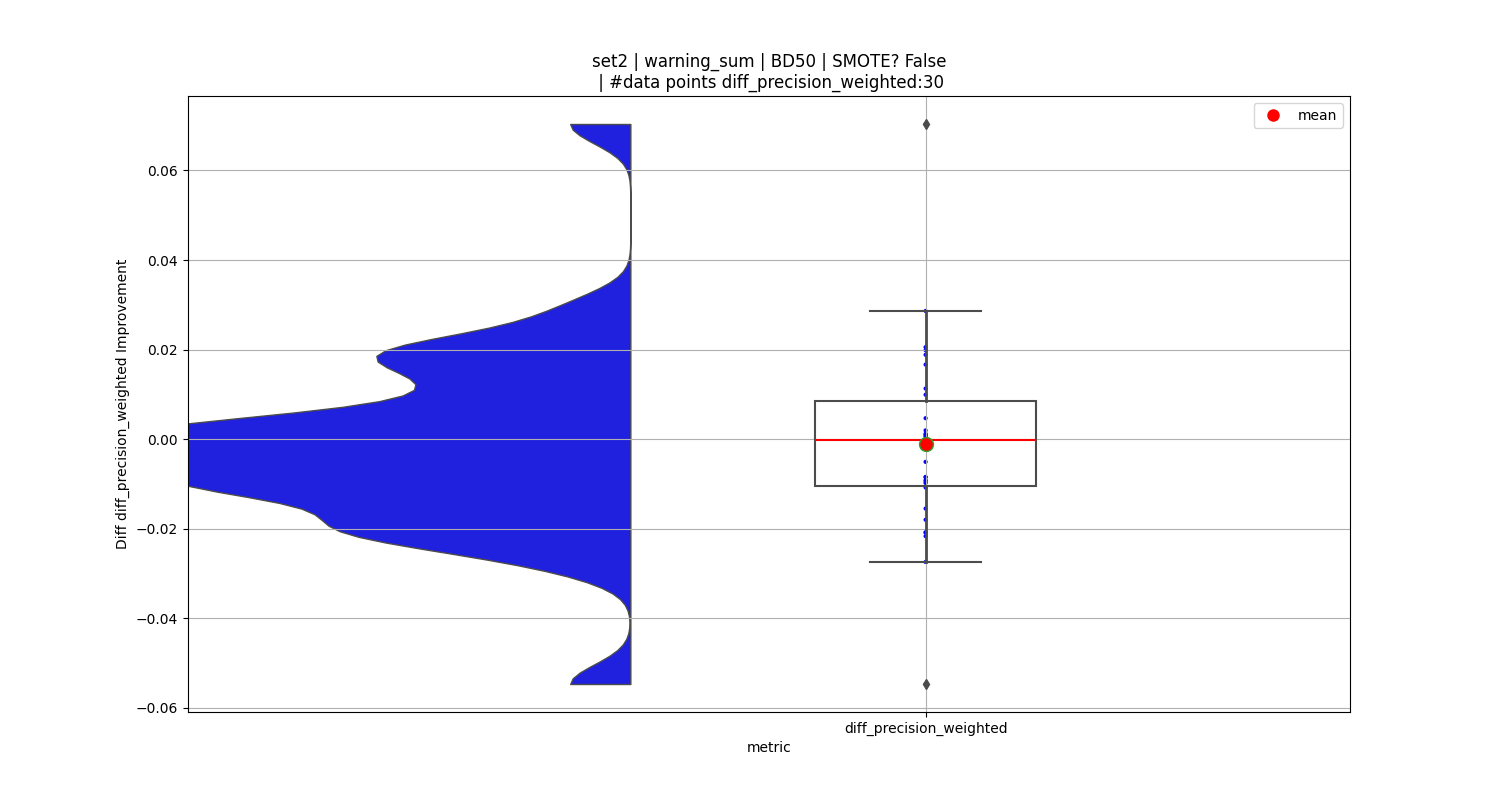 set2 | warning_sum | BD50 | SMOTE? False
| #data points diff_precision_weighted:30
mean
0.06
0.04
0.02
0.00
−0.02
−0.04
−0.06
Diff diff_precision_weighted Improvement
diff_precision_weighted
metric